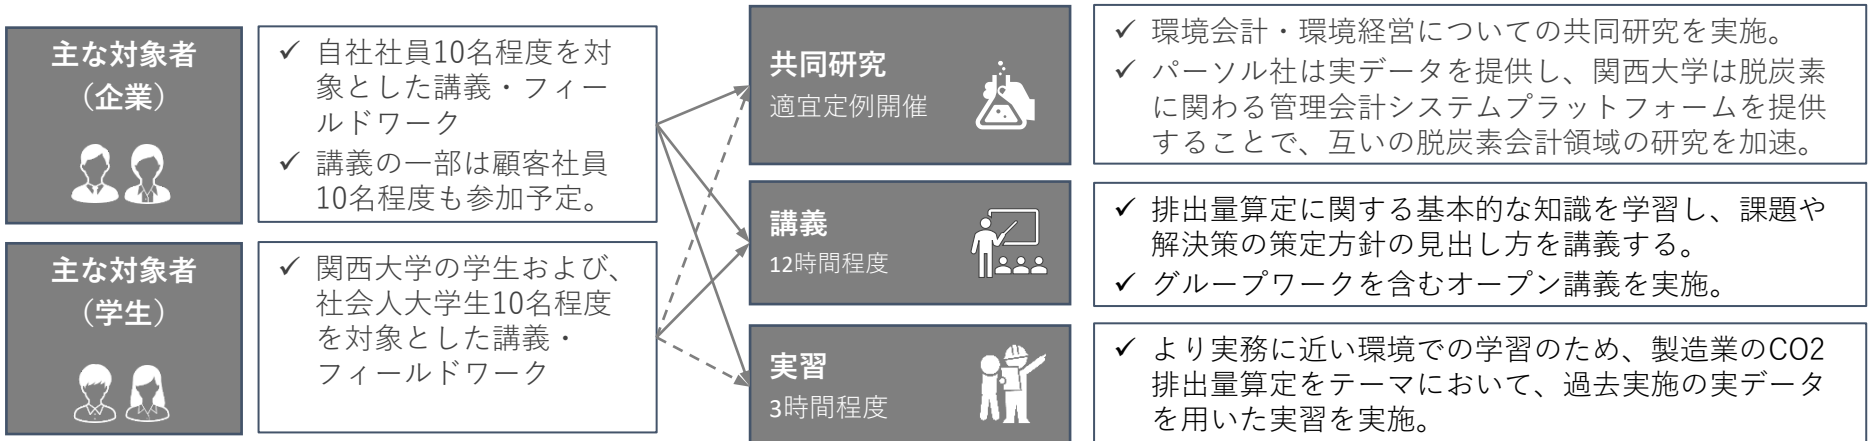 主な対象者
（企業）
✓ 自社社員10名程度を対
象とした講義・フィー
ルドワーク
✓ 講義の一部は顧客社員
10名程度も参加予定。
主な対象者
（学生）
✓ 関西大学の学生および、
社会人大学生10名程度
を対象とした講義・
フィールドワーク
共同研究
適宜定例開催
✓ 環境会計・環境経営についての共同研究を実施。
✓ パーソル社は実データを提供し、関西大学は脱炭素
に関わる管理会計システムプラットフォームを提供
することで、互いの脱炭素会計領域の研究を加速。
講義
12時間程度
✓ 排出量算定に関する基本的な知識を学習し、課題や
解決策の策定方針の見出し方を講義する。
✓ グループワークを含むオープン講義を実施。
実習
3時間程度
✓ より実務に近い環境での学習のため、製造業のCO2
排出量算定をテーマにおいて、過去実施の実データ
を用いた実習を実施。